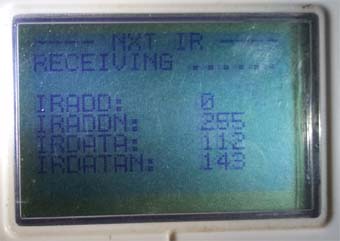 ---- NXT IR ----
RECEIVING .......
IRADD: 0
IRADDN: 255
IRDATA: 112
IRDATAN: 143